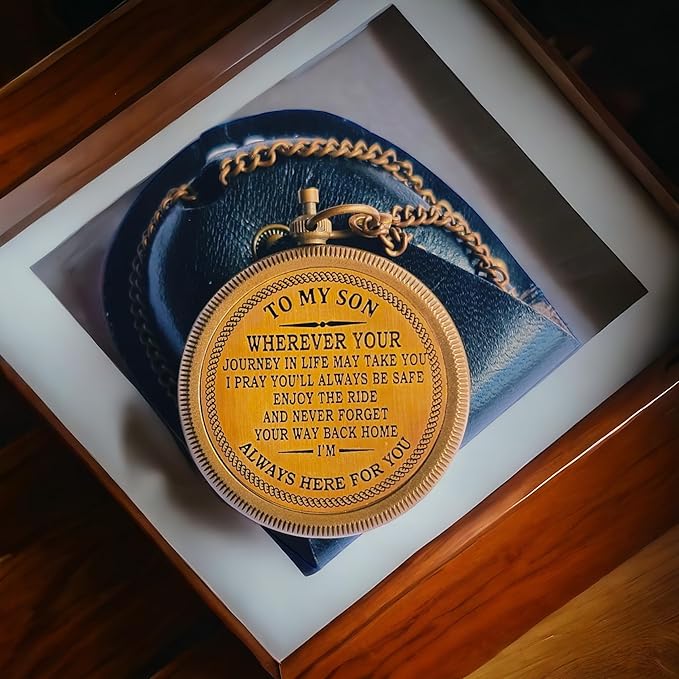 TO MY SON
WHEREVER YOUR
JOURNEY IN LIFE MAY TAKE YOU
I PRAY YOU'LL ALWAYS BE SAFE
ENJOY THE RIDE
AND NEVER FORGET
YOUR WAY BACK HOME
I'M
ALWAYS HERE FOR YOU